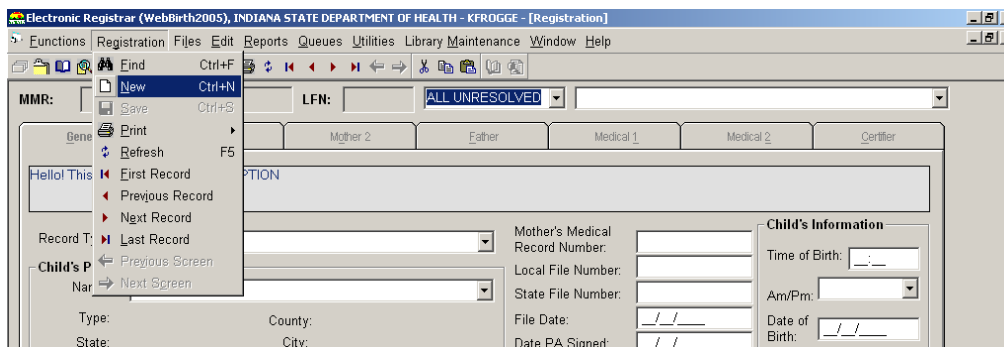 Electronic Registrar (WebBirth2005), INDIANA STATE DEPARTMENT OF HEALTH - KFROGGE - [Registration]
Functions Registration Files Edit Reports Queues Utilities Library Maintenance Window Help
Find Ctrl+F
New Ctrl+N
Save Ctrl+S
Print
Refresh F5
First Record
Previous Record
Next Record
Last Record
Previous Screen
Next Screen
MMR: LFN: ALL UNRESOLVED
Mother 2 Father Medical 1 Medical 2 Certifier
Hello! This
Record
Child's
Type: County:
State: City:
Mother's Medical
Record Number:
Local File Number:
State File Number:
File Date: _/_/___
Date PA Signed: _/_/
Child's Information
Time of Birth: __:__
Am/Pm:
Date of
Birth: _/_/___